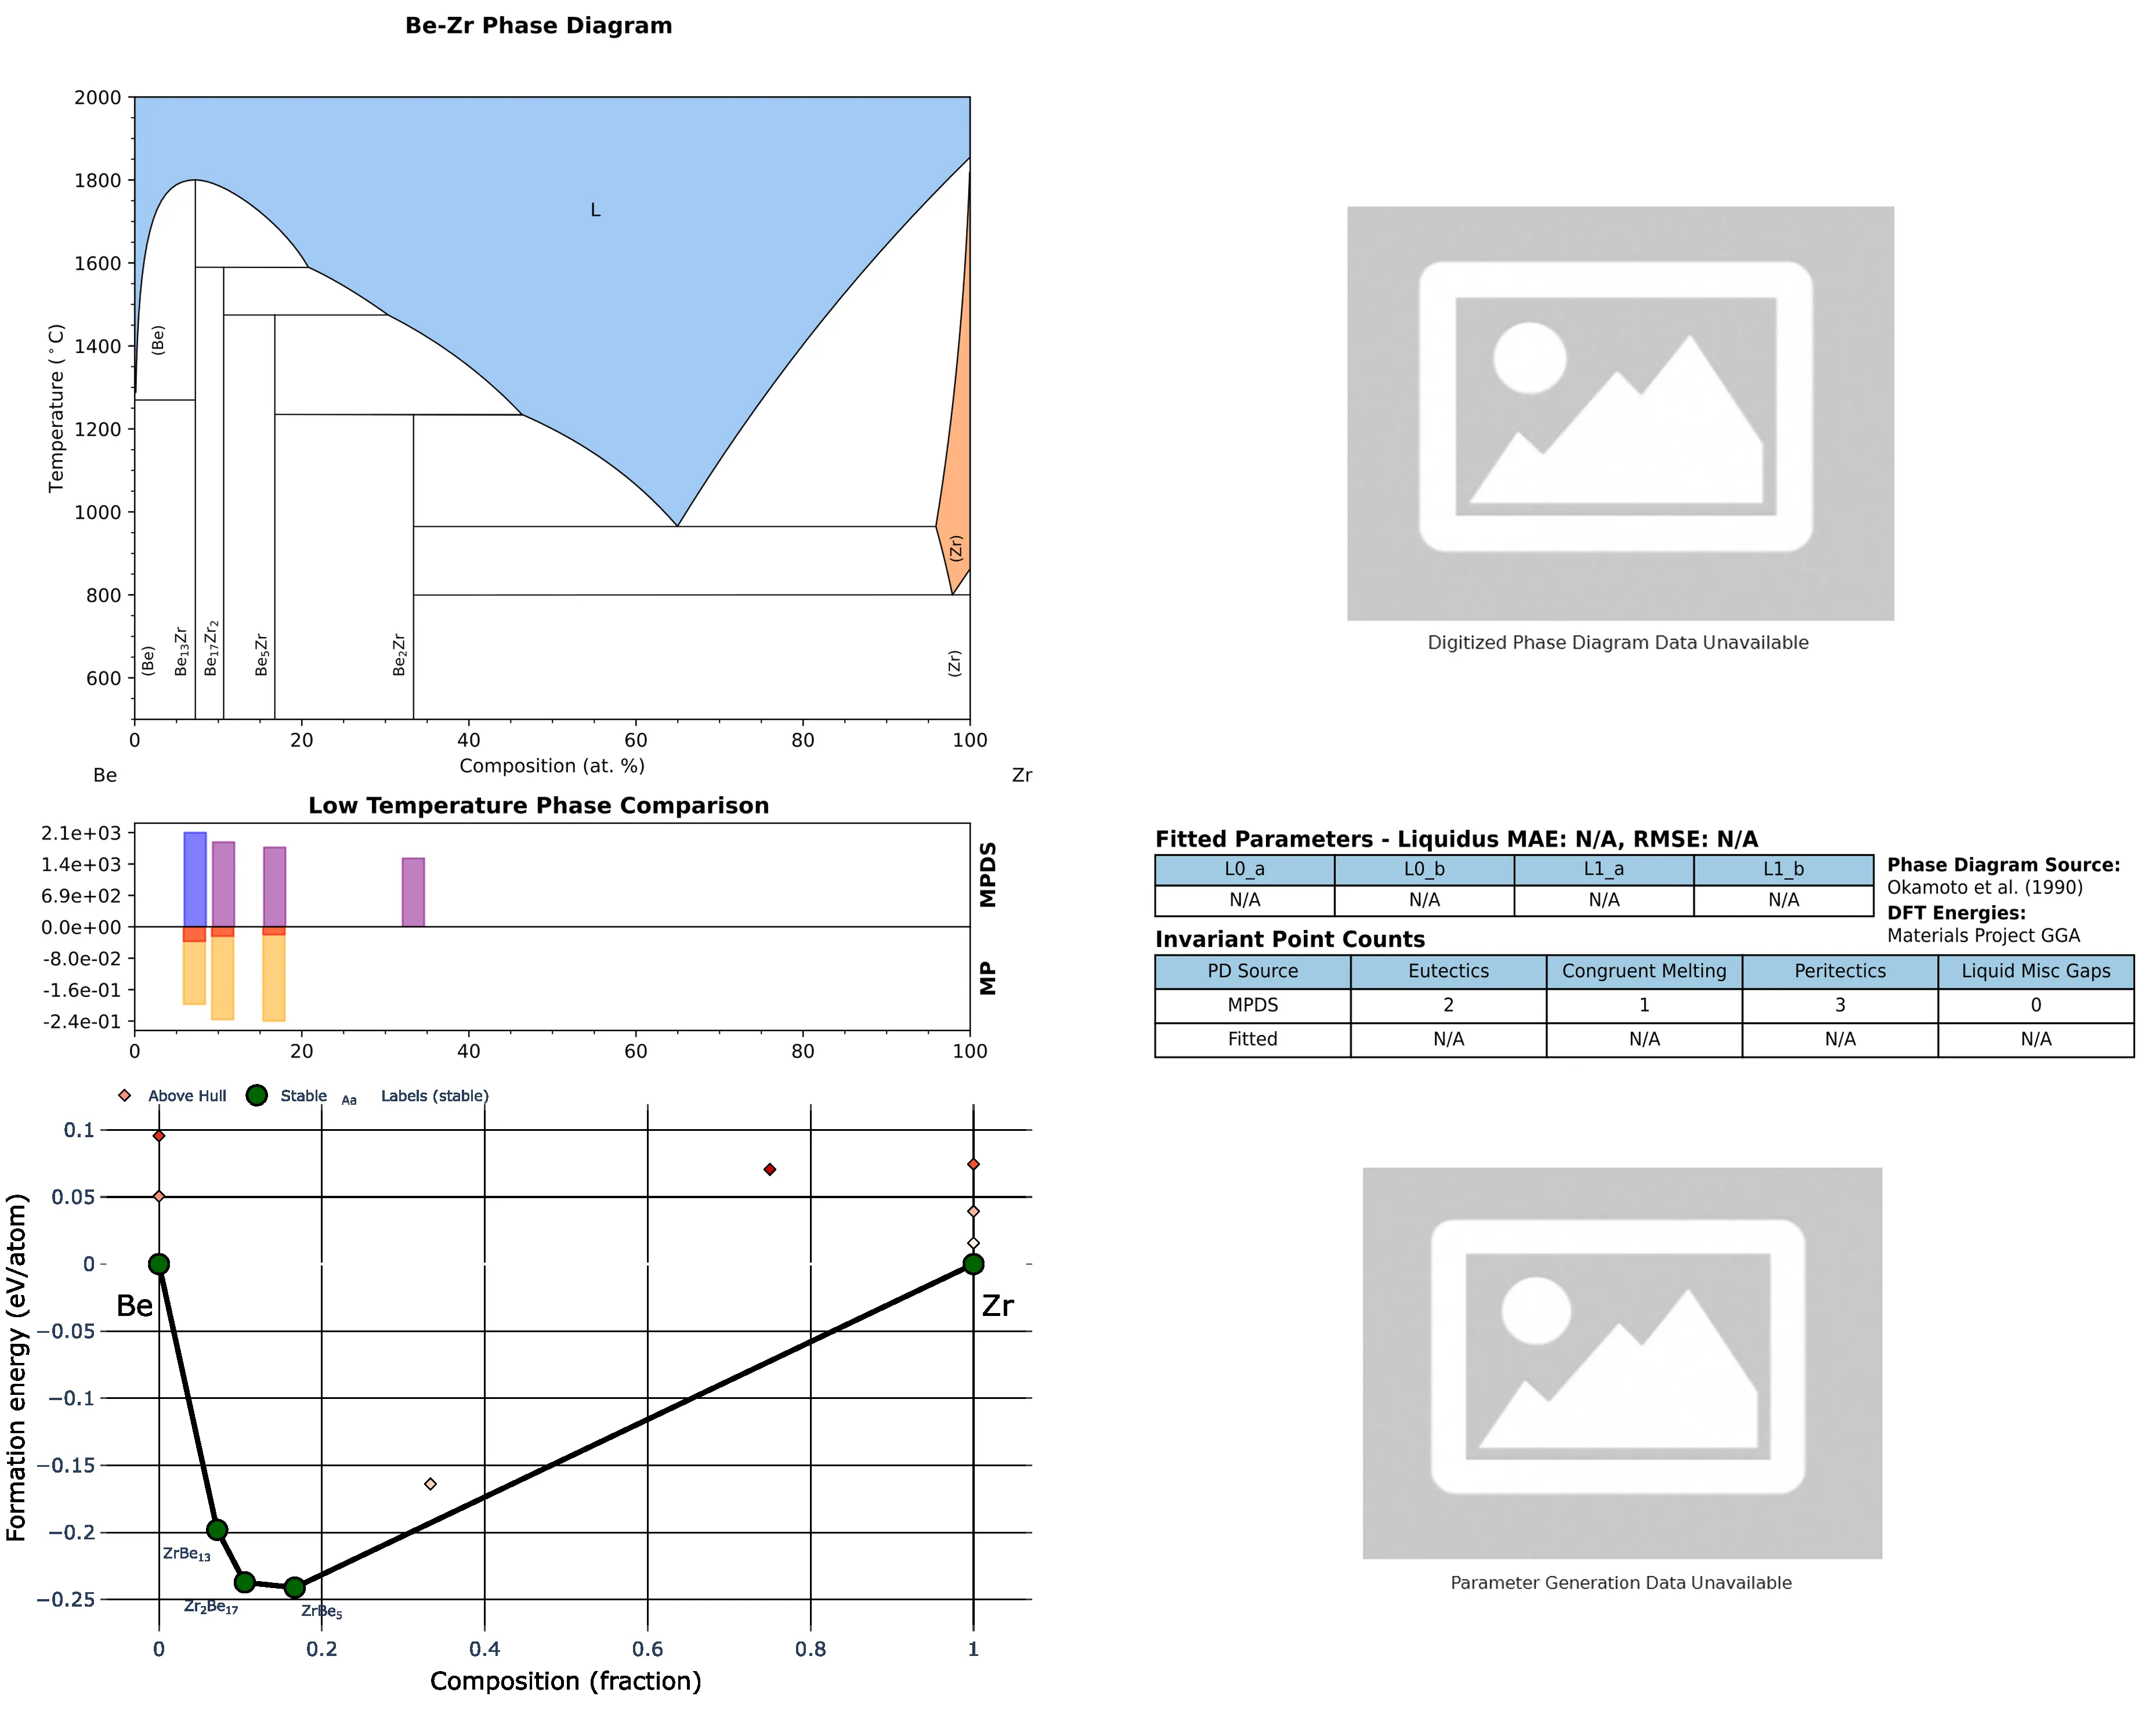 Be-Zr Phase Diagram
2000
1800
1600
1400
1200
1000
800
600
Temperature (°C)
L
(Be)
(Be)
Be₁₃Zr
Be₁₇Zr₂
Be₅Zr
Be₂Zr
(Zr)
(Zr)
0 20 40 60 80 100
Composition (at. %)
Be Zr
Digitized Phase Diagram Data Unavailable
Low Temperature Phase Comparison
2.1e+03
1.4e+03
6.9e+02
0.0e+00
-8.0e-02
-1.6e-01
-2.4e-01
MPDS
MP
0 20 40 60 80 100
Fitted Parameters - Liquidus MAE: N/A, RMSE: N/A
L0_a L0_b L1_a L1_b
N/A N/A N/A N/A
Phase Diagram Source:
Okamoto et al. (1990)
DFT Energies:
Materials Project GGA
Invariant Point Counts
PD Source Eutectics Congruent Melting Peritectics Liquid Misc Gaps
MPDS 2 1 3 0
Fitted N/A N/A N/A N/A
Above Hull Stable Aa Labels (stable)
0.1
0.05
0
−0.05
−0.1
−0.15
−0.2
−0.25
Formation energy (eV/atom)
Be
Zr
ZrBe₁₃
Zr₂Be₁₇
ZrBe₅
0 0.2 0.4 0.6 0.8 1
Composition (fraction)
Parameter Generation Data Unavailable